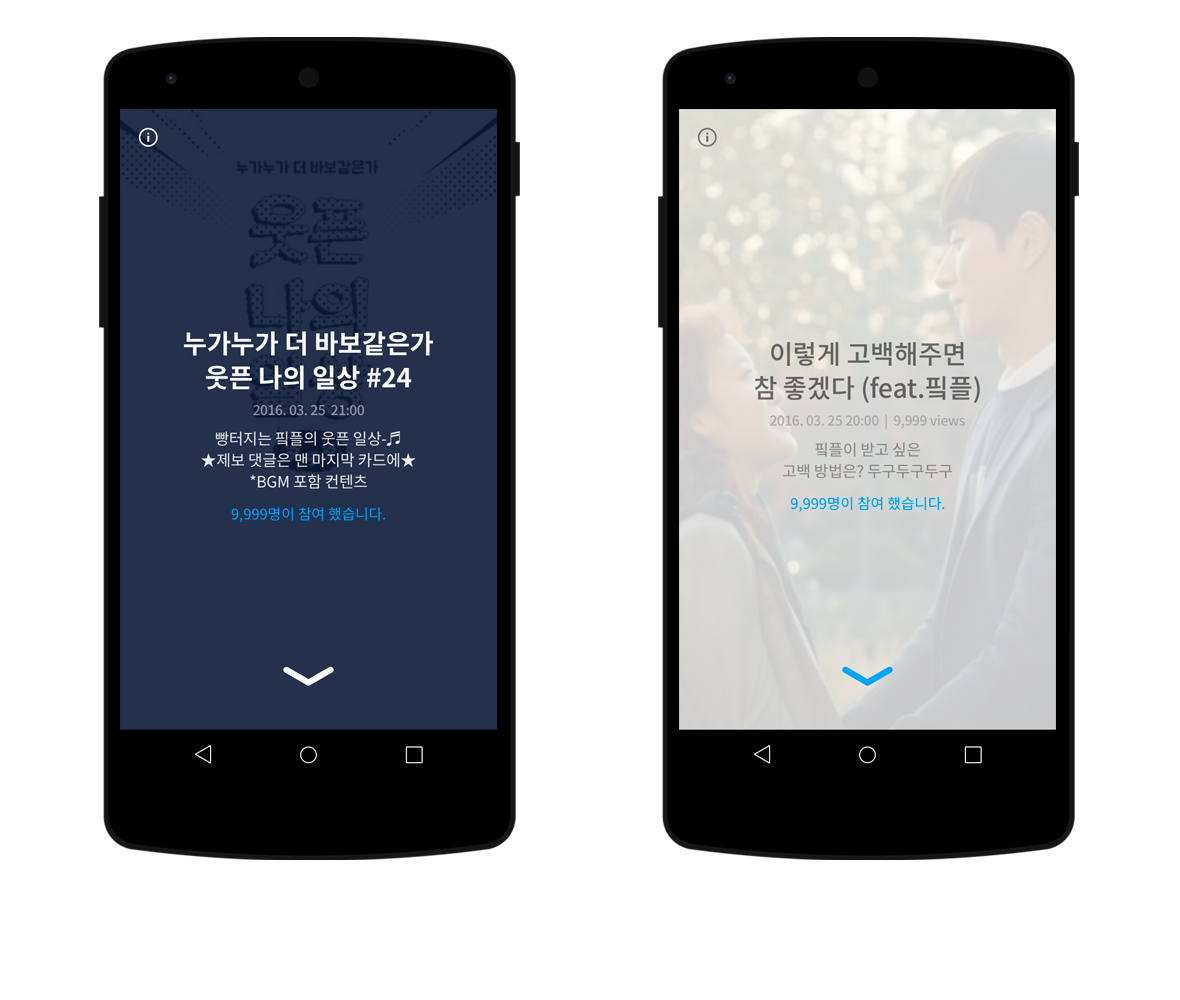 누가누가 더 바보같은가
웃픈
나의
일상
누가누가 더 바보같은가
웃픈 나의 일상 #24
2016. 03. 25 21:00
빵터지는 픽플의 웃픈 일상-♬
★제보 댓글은 맨 마지막 카드에★
*BGM 포함 컨텐츠
9,999명이 참여 했습니다.
이렇게 고백해주면
참 좋겠다 (feat.픽플)
2016. 03. 25 20:00 | 9,999 views
픽플이 받고 싶은
고백 방법은? 두구두구두구
9,999명이 참여 했습니다.